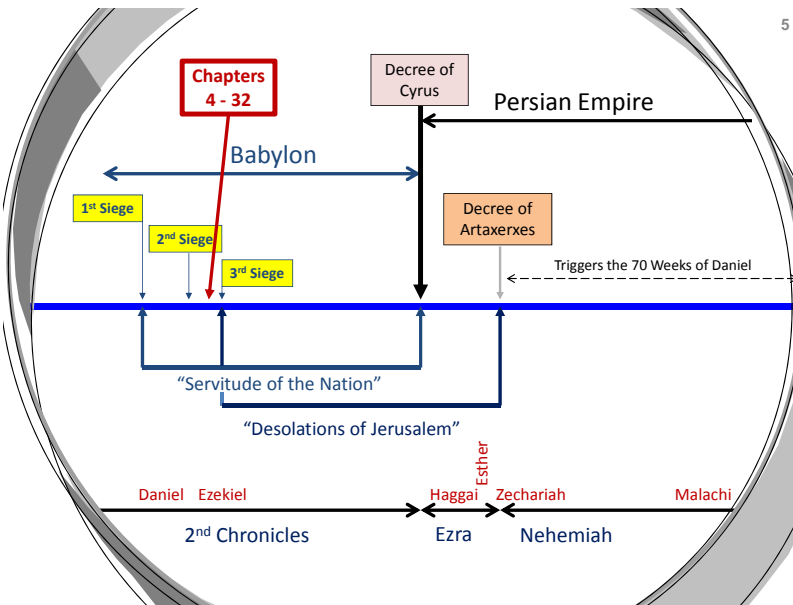 5
Chapters
4 - 32
Decree of
Cyrus
Persian Empire
Babylon
1st Siege
2nd Siege
3rd Siege
Decree of
Artaxerxes
Triggers the 70 Weeks of Daniel
“Servitude of the Nation”
“Desolations of Jerusalem”
Daniel
Ezekiel
Haggai
Esther
Zechariah
Malachi
2nd Chronicles
Ezra
Nehemiah